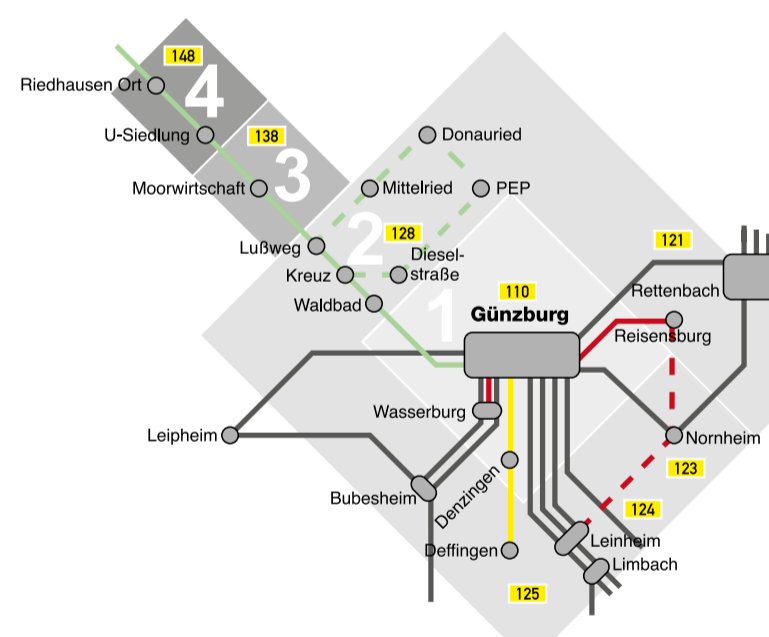 148
Riedhausen Ort
4
U-Siedlung
138
Donauried
3
Moorwirtschaft
Mittelried
PEP
2
128
121
Lußweg
Diesel-
straße
Kreuz
Rettenbach
110
Waldbad
1
Günzburg
Reisensburg
Wasserburg
Leipheim
Nornheim
123
Denzingen
Bubesheim
124
Leinheim
Deffingen
Limbach
125